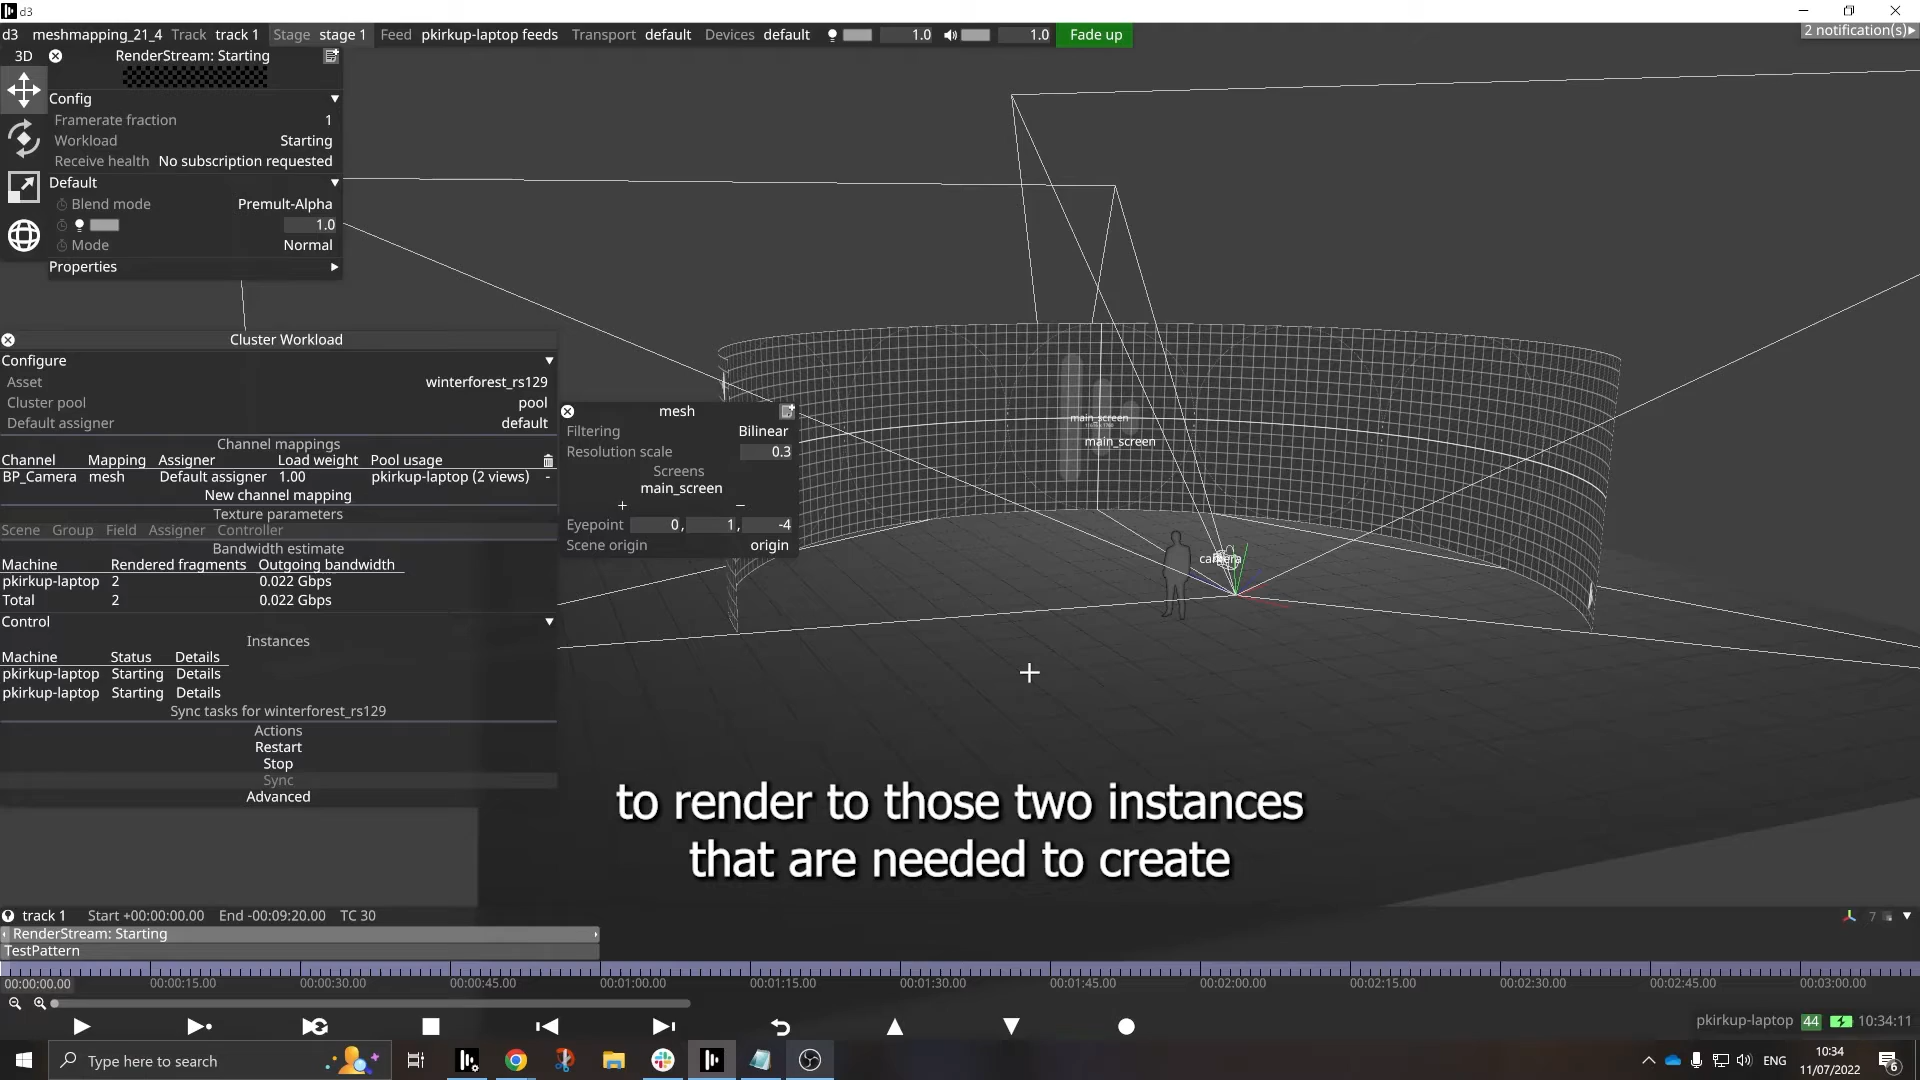 d3
d3 meshmapping_21_4 Track track 1 Stage stage 1 Feed pkirkup-laptop feeds Transport default Devices default 1.0 1.0 Fade up 2 notification(s)
3D RenderStream: Starting
Config
Framerate fraction 1
Workload Starting
Receive health No subscription requested
Default
Blend mode Premult-Alpha
1.0
Mode Normal
Properties
Cluster Workload
Configure
Asset winterforest_rs129
Cluster pool pool
Default assigner default
Channel mappings
Channel Mapping Assigner Load weight Pool usage
BP_Camera mesh Default assigner 1.00 pkirkup-laptop (2 views) -
New channel mapping
Texture parameters
Scene Group Field Assigner Controller
Bandwidth estimate
Machine Rendered fragments Outgoing bandwidth
pkirkup-laptop 2 0.022 Gbps
Total 2 0.022 Gbps
Control
Instances
Machine Status Details
pkirkup-laptop Starting Details
pkirkup-laptop Starting Details
Sync tasks for winterforest_rs129
Actions
Restart
Stop
Sync
Advanced
mesh
Filtering Bilinear
Resolution scale 0.3
Screens
main_screen
+ −
Eyepoint 0, 1, -4
Scene origin origin
main_screen
main_screen
camera
to render to those two instances
that are needed to create
track 1 Start +00:00:00.00 End -00:09:20.00 TC 30 7
RenderStream: Starting
TestPattern
00:00:00.00 00:00:15.00 00:00:30.00 00:00:45.00 00:01:00.00 00:01:15.00 00:01:30.00 00:01:45.00 00:02:00.00 00:02:15.00 00:02:30.00 00:02:45.00 00:03:00.00
pkirkup-laptop 44 10:34:11
Type here to search
ENG
10:34
11/07/2022
6